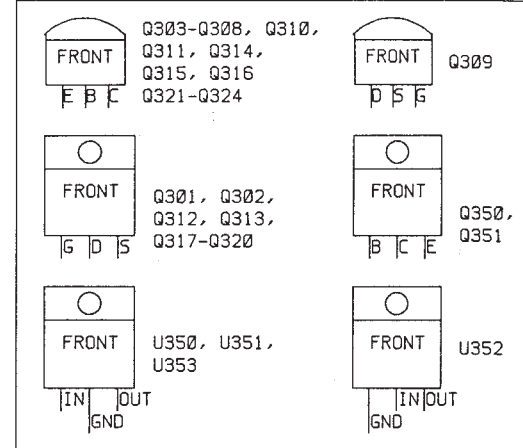 Q303-Q308, Q310,
Q311, Q314,
Q315, Q316
Q321-Q324
FRONT
E B C
FRONT
Q309
D S G
FRONT
Q301, Q302,
Q312, Q313,
Q317-Q320
G D S
FRONT
Q350,
Q351
B C E
FRONT
U350, U351,
U353
IN OUT
GND
FRONT
U352
IN OUT
GND